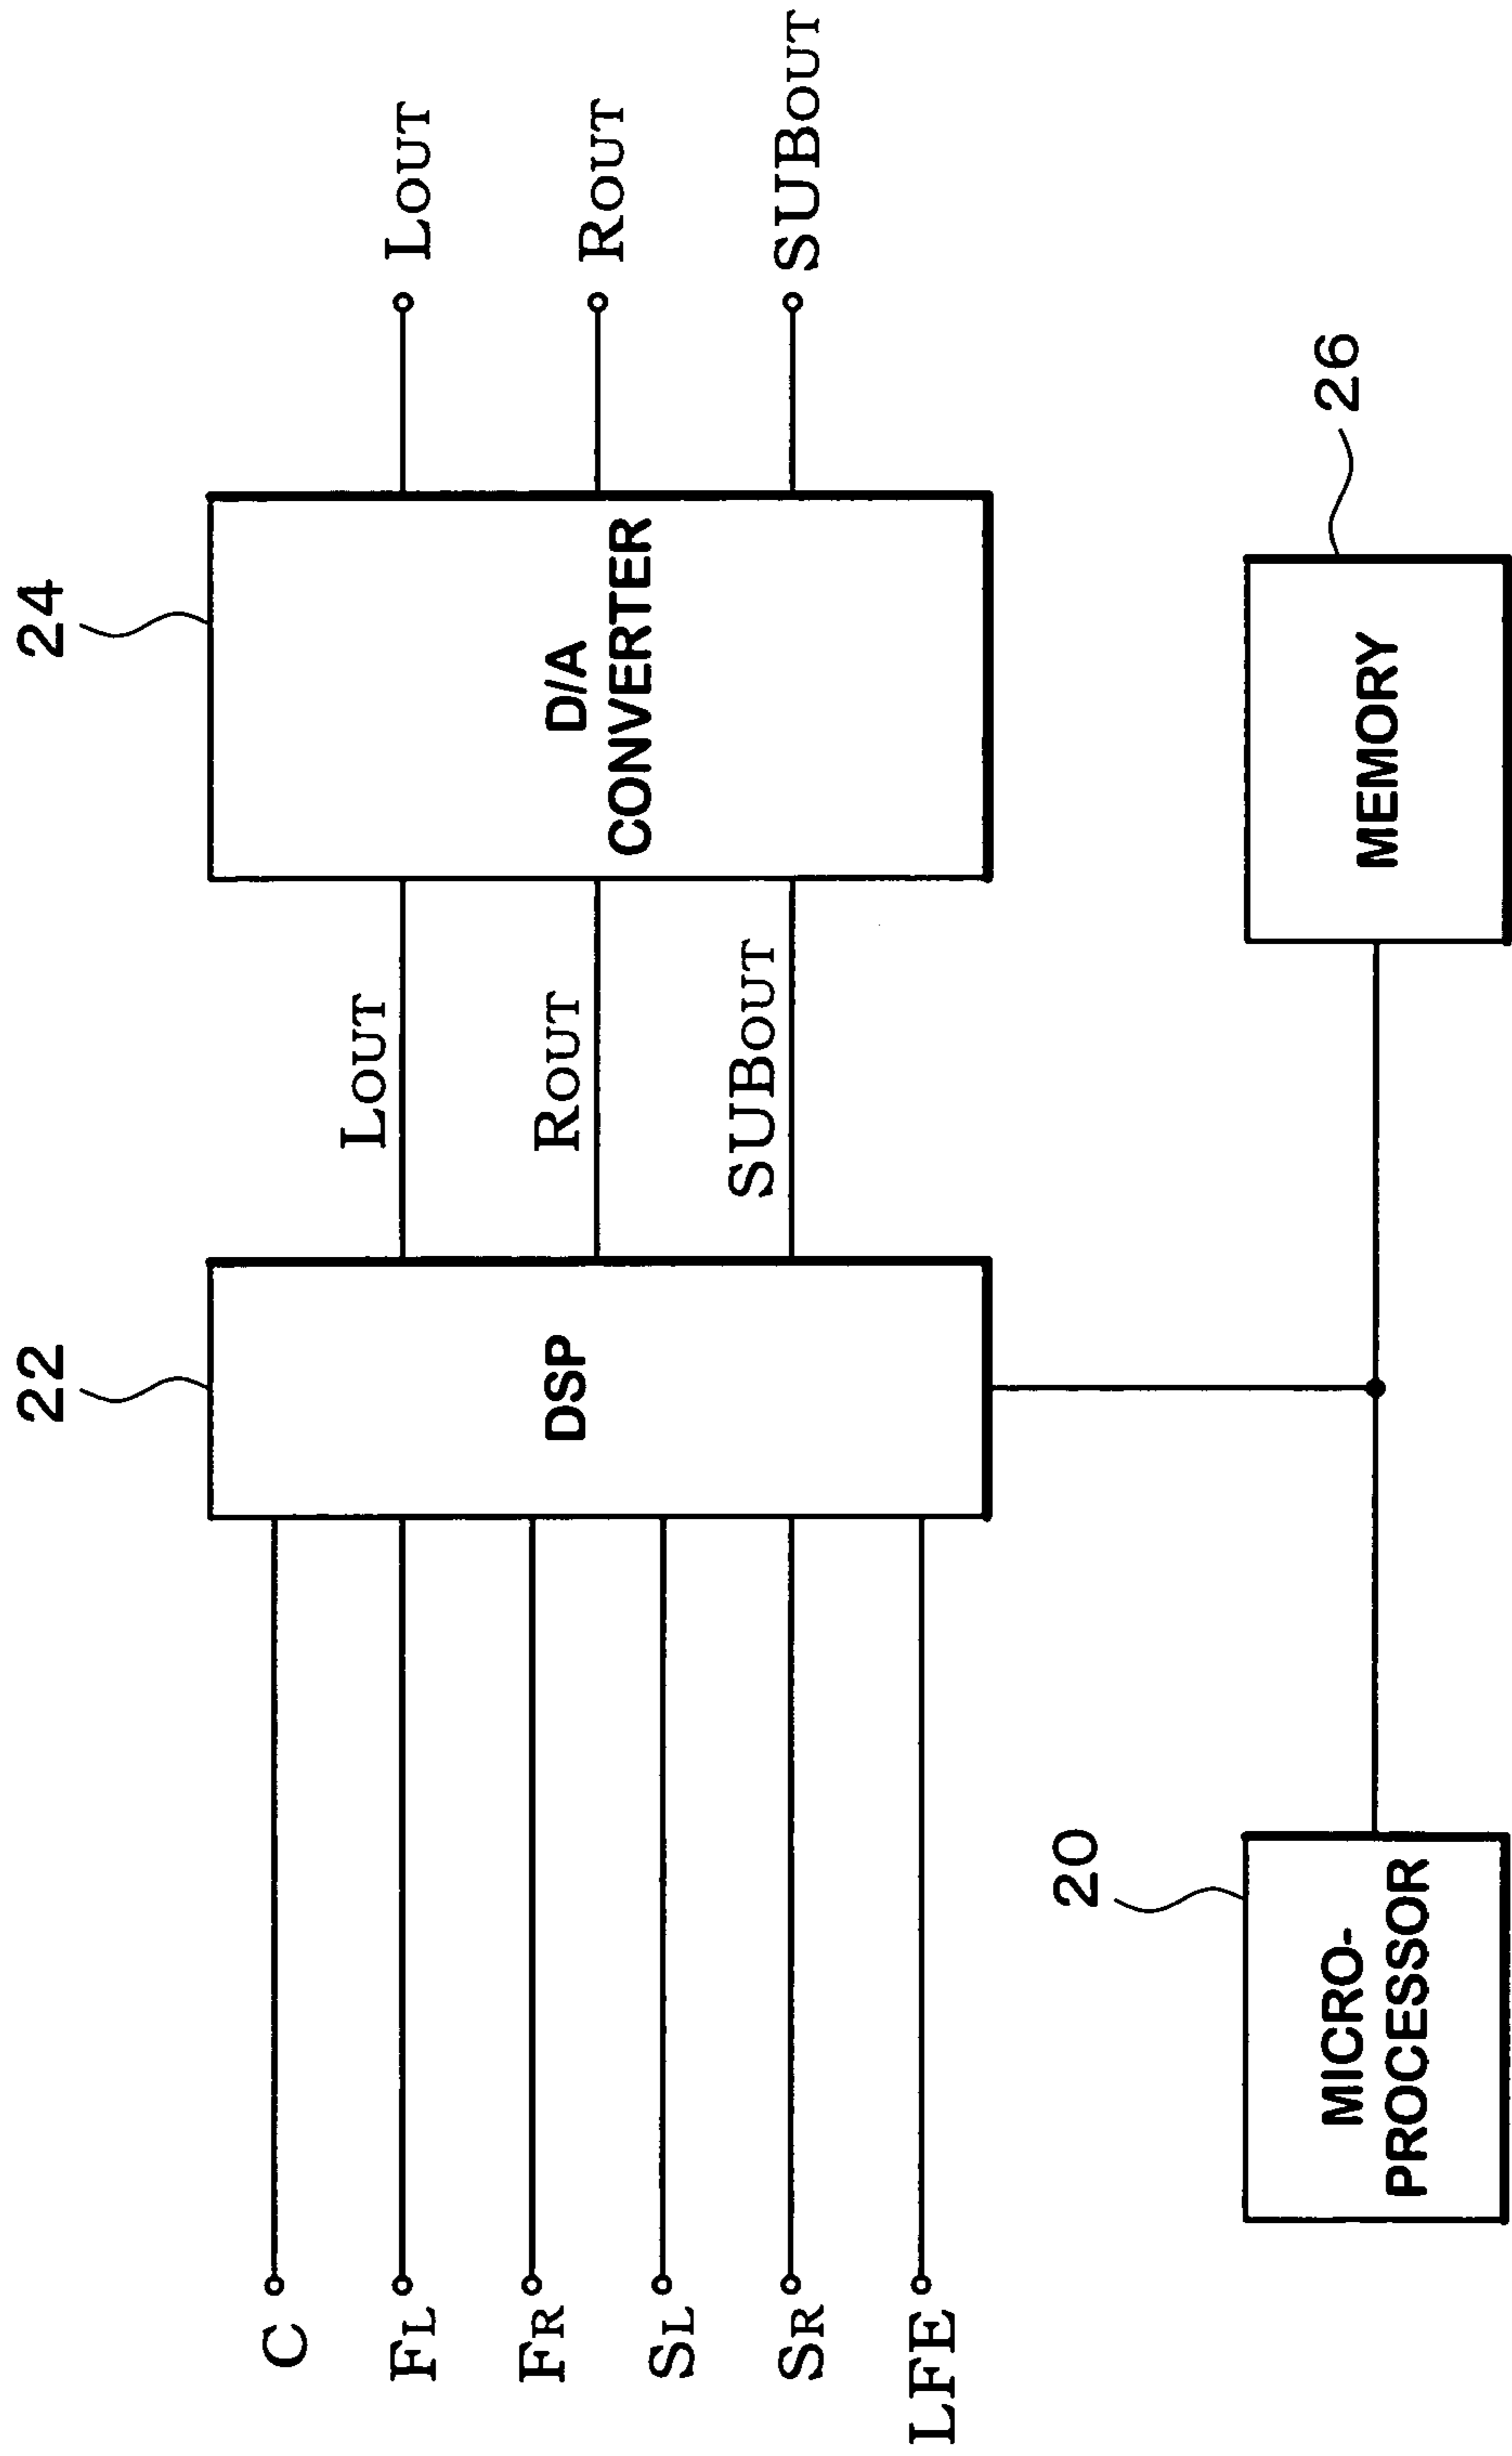 22
24
C
FL
FR
SL
SR
LFE
DSP
LOUT
ROUT
SUBOUT
D/A
CONVERTER
LOUT
ROUT
SUBOUT
20
MICRO-
PROCESSOR
MEMORY
26